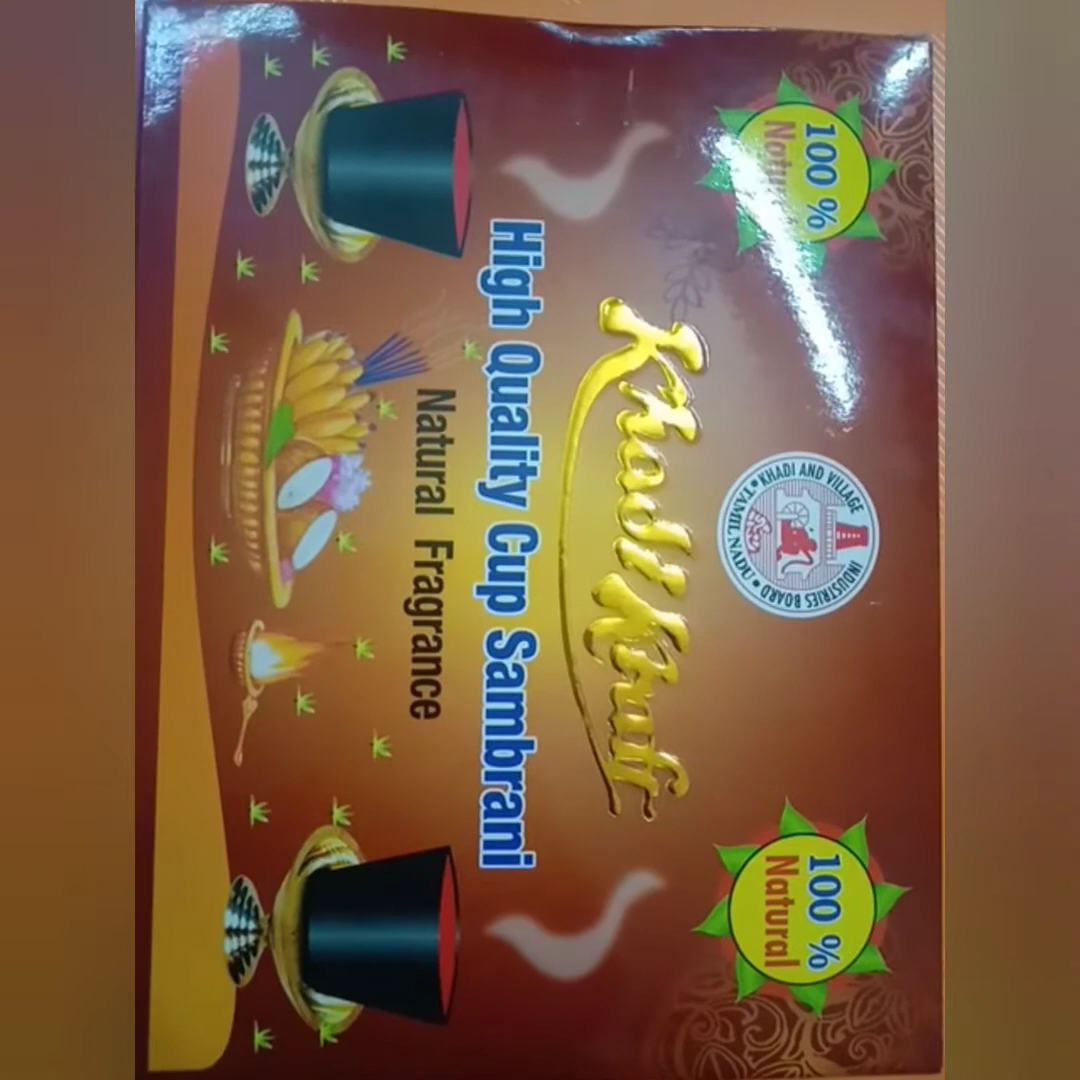 100 %
Natural
KHADI AND VILLAGE INDUSTRIES BOARD
• TAMIL NADU •
100 %
Natural
Khadi Kraft
High Quality Cup Sambrani
Natural Fragrance